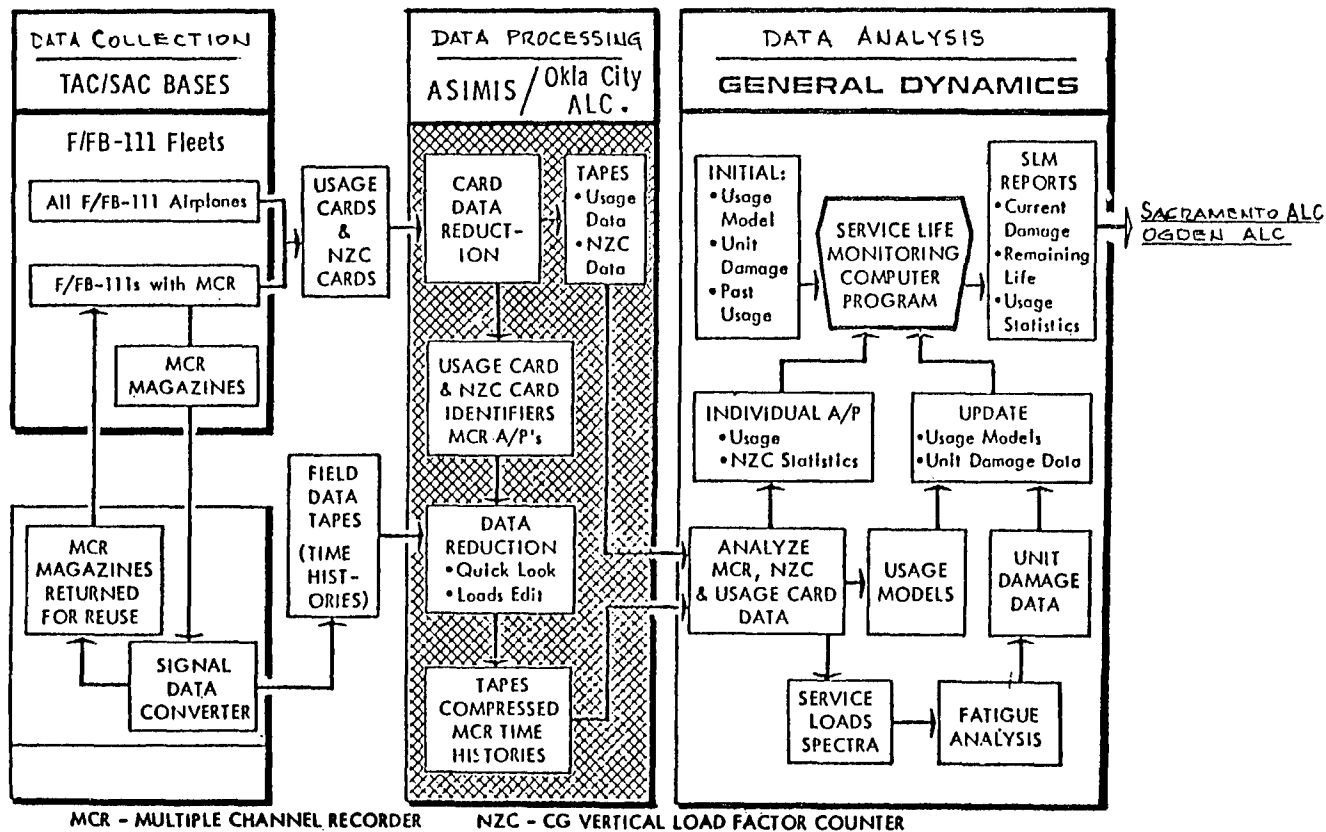 DATA COLLECTION
TAC/SAC BASES
F/FB-111 Fleets
All F/FB-111 Airplanes
F/FB-111s with MCR
MCR
MAGAZINES
MCR
MAGAZINES
RETURNED
FOR REUSE
SIGNAL
DATA
CONVERTER
USAGE
CARDS
&
NZC
CARDS
FIELD
DATA
TAPES
(TIME
HIST-
ORIES)
DATA PROCESSING
ASIMIS / Okla City
ALC.
CARD
DATA
REDUCT-
ION
TAPES
• Usage
Data
• NZC
Data
USAGE CARD
& NZC CARD
IDENTIFIERS
MCR A/P's
DATA
REDUCTION
• Quick Look
• Loads Edit
TAPES
COMPRESSED
MCR TIME
HISTORIES
DATA ANALYSIS
GENERAL DYNAMICS
INITIAL:
• Usage
Model
• Unit
Damage
• Past
Usage
SERVICE LIFE
MONITORING
COMPUTER
PROGRAM
SLM
REPORTS
• Current
Damage
• Remaining
Life
• Usage
Statistics
SACRAMENTO ALC
OGDEN ALC
INDIVIDUAL A/P
• Usage
• NZC Statistics
UPDATE
• Usage Models
• Unit Damage Data
ANALYZE
MCR, NZC
& USAGE CARD
DATA
USAGE
MODELS
UNIT
DAMAGE
DATA
SERVICE
LOADS
SPECTRA
FATIGUE
ANALYSIS
MCR - MULTIPLE CHANNEL RECORDER NZC - CG VERTICAL LOAD FACTOR COUNTER